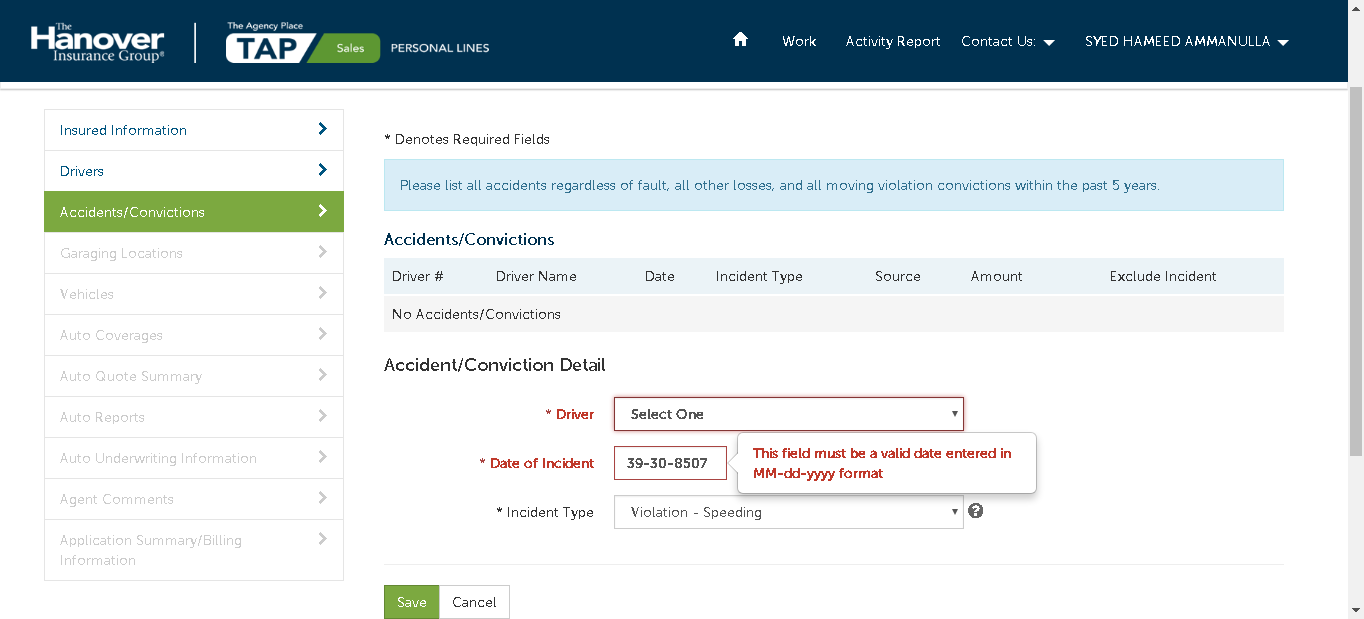 The
Hanover
Insurance Group®
The Agency Place
TAP Sales PERSONAL LINES
Work Activity Report Contact Us: SYED HAMEED AMMANULLA
Insured Information
Drivers
Accidents/Convictions
Garaging Locations
Vehicles
Auto Coverages
Auto Quote Summary
Auto Reports
Auto Underwriting Information
Agent Comments
Application Summary/Billing
Information
* Denotes Required Fields
Please list all accidents regardless of fault, all other losses, and all moving violation convictions within the past 5 years.
Accidents/Convictions
Driver # Driver Name Date Incident Type Source Amount Exclude Incident
No Accidents/Convictions
Accident/Conviction Detail
* Driver Select One
* Date of Incident 39-30-8507
This field must be a valid date entered in
MM-dd-yyyy format
* Incident Type Violation - Speeding ?
Save Cancel